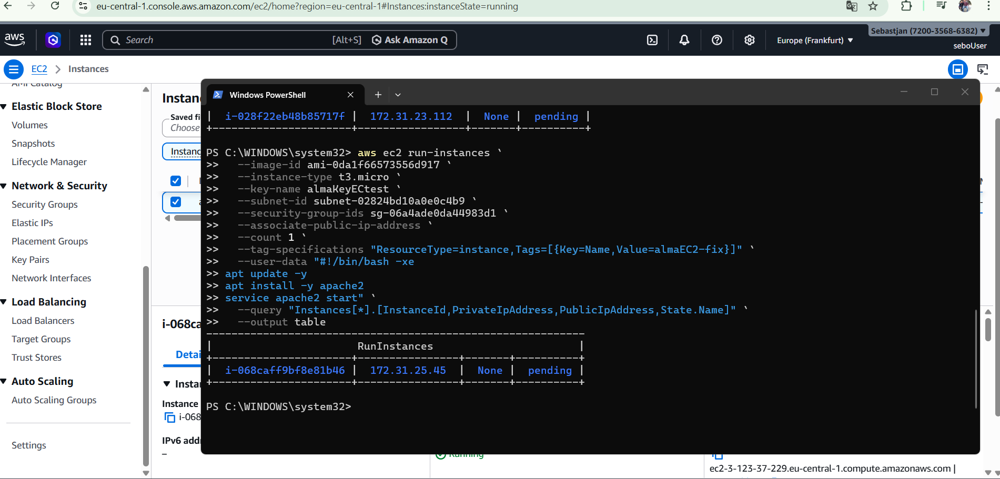 eu-central-1.console.aws.amazon.com/ec2/home?region=eu-central-1#Instances:instanceState=running
aws
Search
[Alt+S]
Ask Amazon Q
Europe (Frankfurt)
Sebastjan (7200-3568-6382)
seboUser
EC2
Instances
AMI Catalog
Elastic Block Store
Volumes
Snapshots
Lifecycle Manager
Network & Security
Security Groups
Elastic IPs
Placement Groups
Key Pairs
Network Interfaces
Load Balancing
Load Balancers
Target Groups
Trust Stores
Auto Scaling
Auto Scaling Groups
Settings
Instan
Saved fi
Choose
Instanc
i-068ca
Detai
Insta
Instance
i-068
IPv6 add
–
Windows PowerShell
| i-028f22eb48b85717f | 172.31.23.112 | None | pending |
+----------------------+-----------------+-------+----------+
PS C:\WINDOWS\system32> aws ec2 run-instances `
>> --image-id ami-0da1f66573556d917 `
>> --instance-type t3.micro `
>> --key-name almaKeyECtest `
>> --subnet-id subnet-02824bd10a0e0c4b9 `
>> --security-group-ids sg-06a4ade0da44983d1 `
>> --associate-public-ip-address `
>> --count 1 `
>> --tag-specifications "ResourceType=instance,Tags=[{Key=Name,Value=almaEC2-fix}]" `
>> --user-data "#!/bin/bash -xe
>> apt update -y
>> apt install -y apache2
>> service apache2 start" `
>> --query "Instances[*].[InstanceId,PrivateIpAddress,PublicIpAddress,State.Name]" `
>> --output table
------------------------------------------------------------
| RunInstances |
+----------------------+----------------+-------+----------+
| i-068caff9bf8e81b46 | 172.31.25.45 | None | pending |
+----------------------+----------------+-------+----------+
PS C:\WINDOWS\system32>
Running
ec2-3-123-37-229.eu-central-1.compute.amazonaws.com |